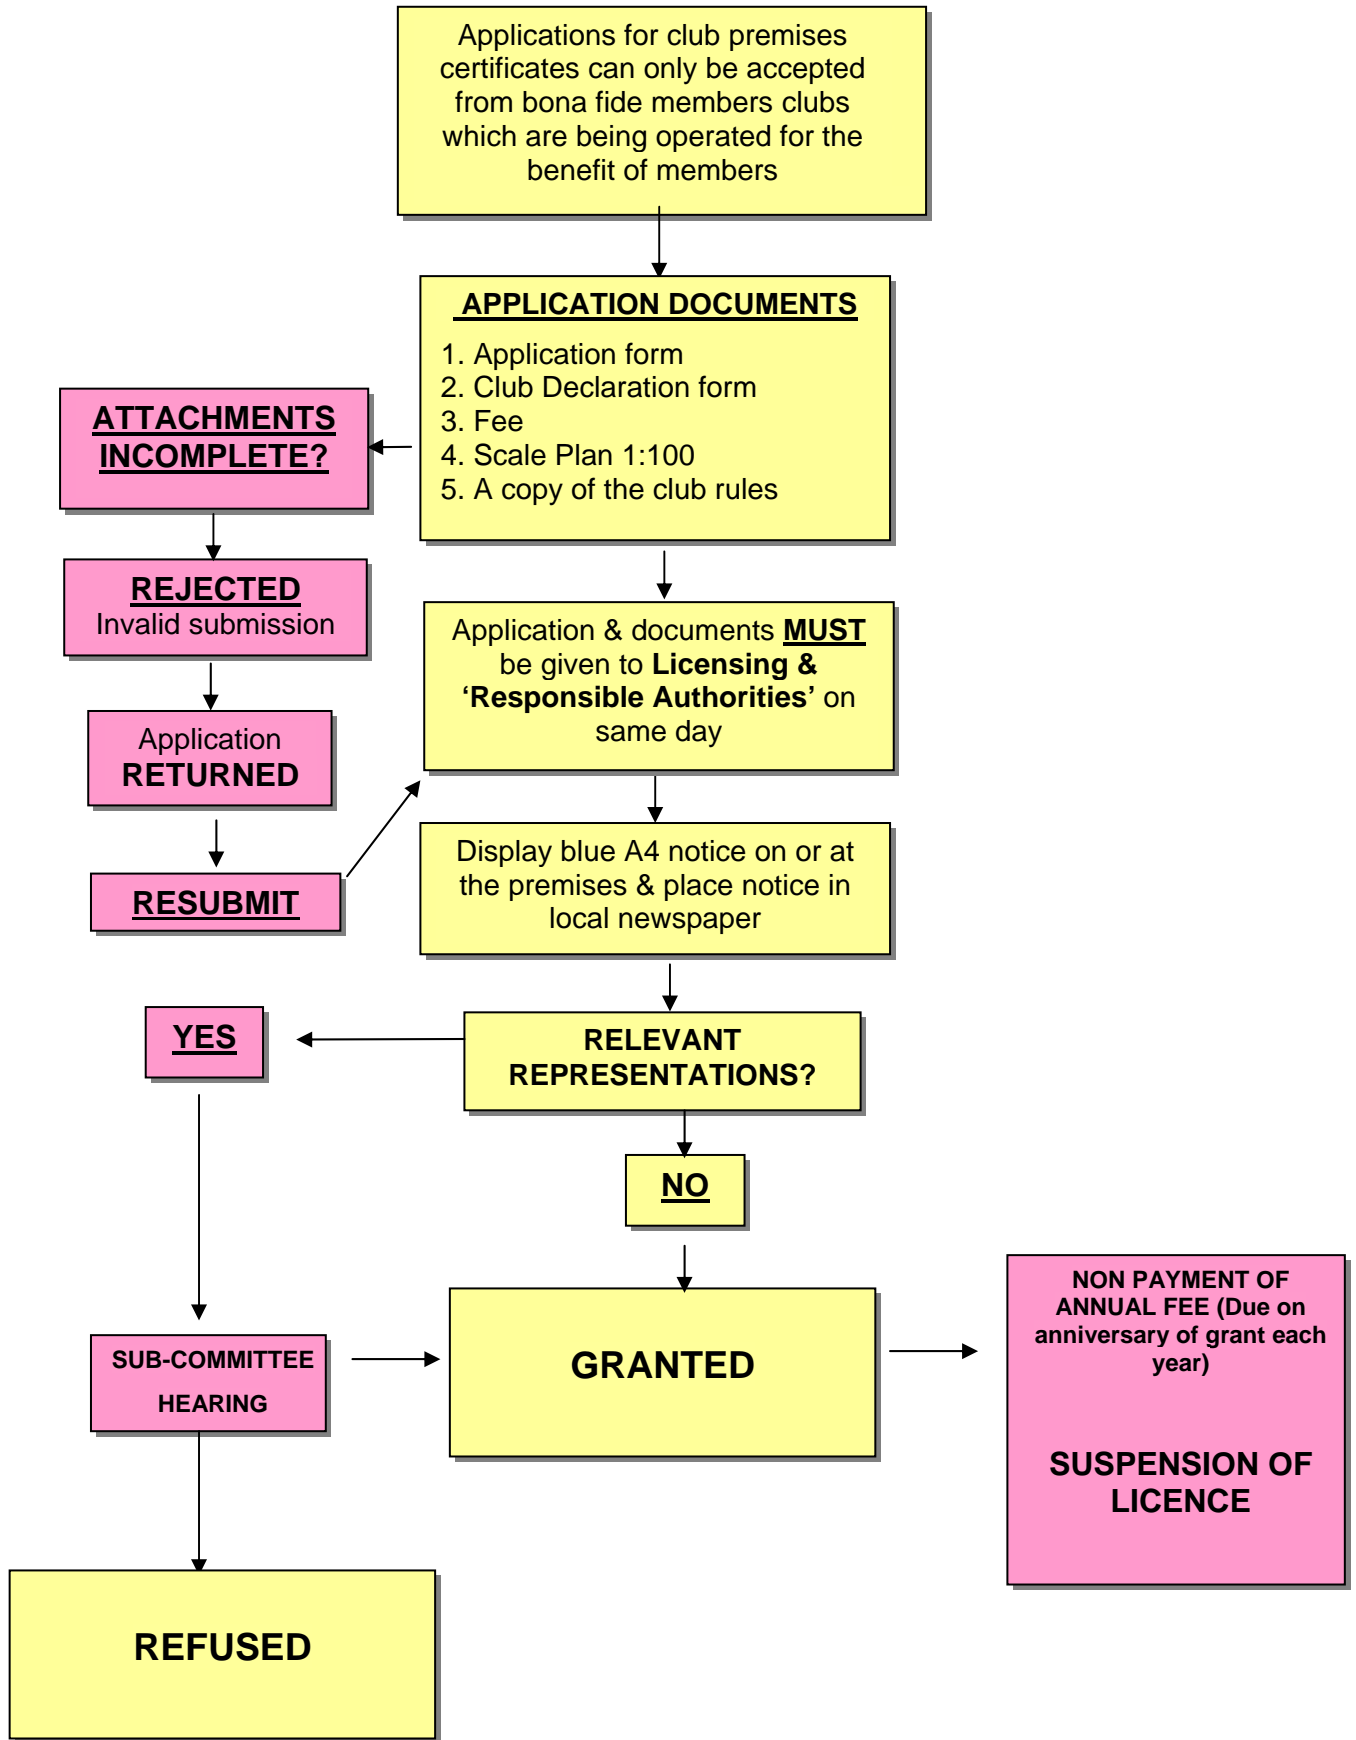 Applications for club premises
certificates can only be accepted
from bona fide members clubs
which are being operated for the
benefit of members
APPLICATION DOCUMENTS
1. Application form
2. Club Declaration form
3. Fee
4. Scale Plan 1:100
5. A copy of the club rules
ATTACHMENTS
INCOMPLETE?
REJECTED
Invalid submission
Application
RETURNED
RESUBMIT
Application & documents MUST
be given to Licensing &
‘Responsible Authorities’ on
same day
Display blue A4 notice on or at
the premises & place notice in
local newspaper
RELEVANT
REPRESENTATIONS?
YES
NO
SUB-COMMITTEE
HEARING
GRANTED
NON PAYMENT OF
ANNUAL FEE (Due on
anniversary of grant each
year)
SUSPENSION OF
LICENCE
REFUSED